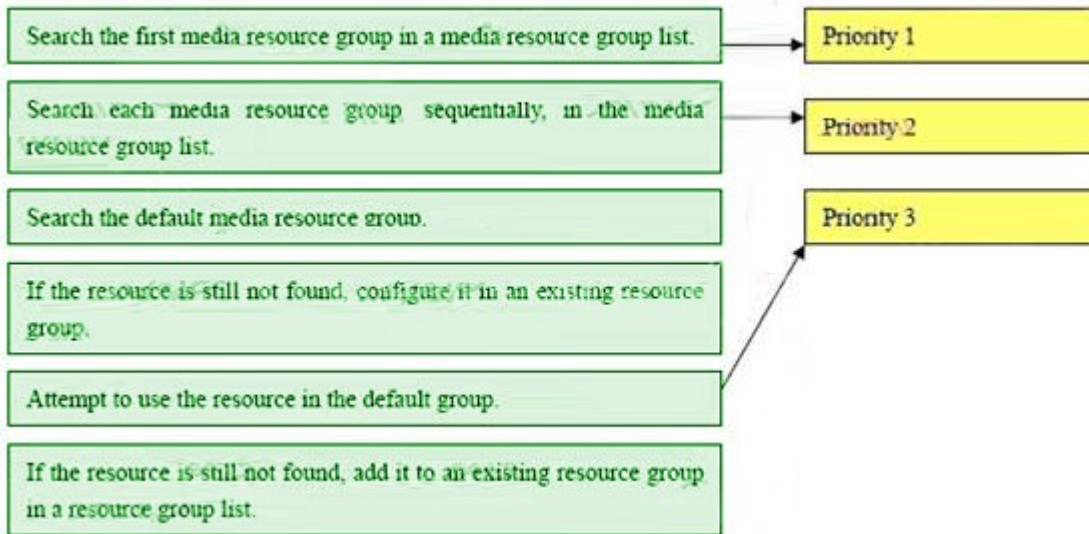 Search the first media resource group in a media resource group list.
Priority 1
Search each media resource group sequentially, in the media
resource group list.
Priority 2
Search the default media resource group.
Priority 3
If the resource is still not found, configure it in an existing resource
group.
Attempt to use the resource in the default group.
If the resource is still not found, add it to an existing resource group
in a resource group list.